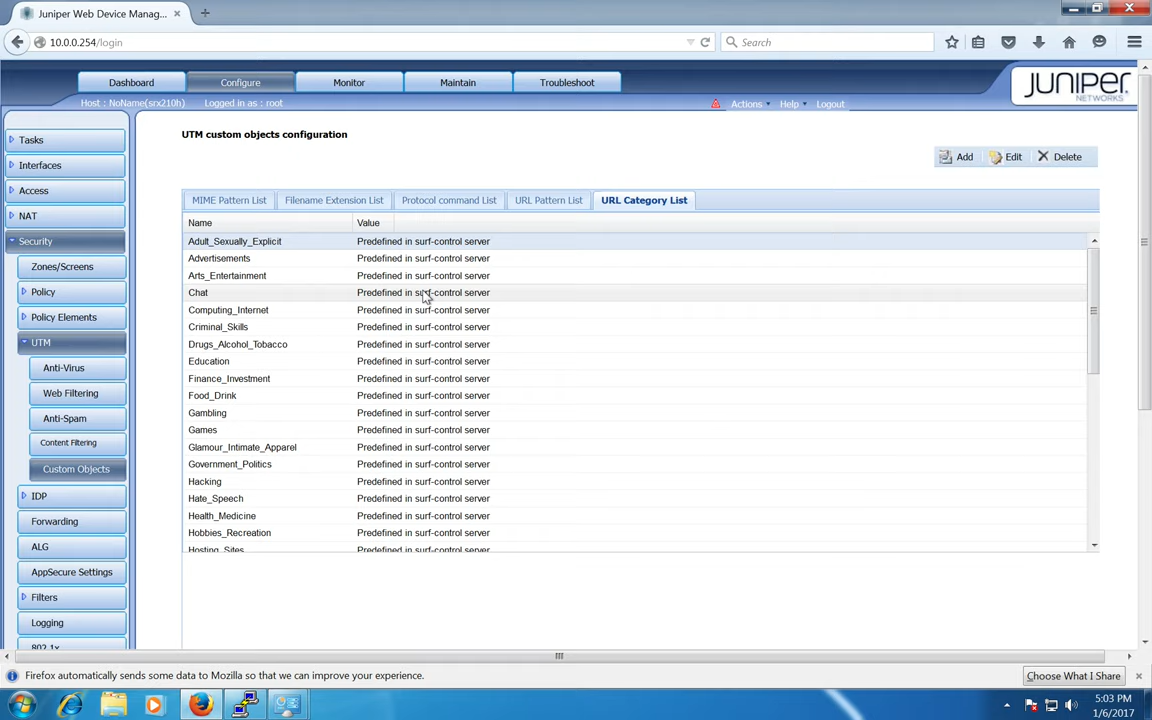 Juniper Web Device Manag...
10.0.0.254/login
Search
Dashboard
Configure
Monitor
Maintain
Troubleshoot
JUNIPER
NETWORKS
Host : NoName(srx210h)
Logged in as : root
Actions
Help
Logout
Tasks
Interfaces
Access
NAT
Security
Zones/Screens
Policy
Policy Elements
UTM
Anti-Virus
Web Filtering
Anti-Spam
Content Filtering
Custom Objects
IDP
Forwarding
ALG
AppSecure Settings
Filters
Logging
802.1x
UTM custom objects configuration
Add
Edit
Delete
MIME Pattern List
Filename Extension List
Protocol command List
URL Pattern List
URL Category List
Name Value
Adult_Sexually_Explicit Predefined in surf-control server
Advertisements Predefined in surf-control server
Arts_Entertainment Predefined in surf-control server
Chat Predefined in surf-control server
Computing_Internet Predefined in surf-control server
Criminal_Skills Predefined in surf-control server
Drugs_Alcohol_Tobacco Predefined in surf-control server
Education Predefined in surf-control server
Finance_Investment Predefined in surf-control server
Food_Drink Predefined in surf-control server
Gambling Predefined in surf-control server
Games Predefined in surf-control server
Glamour_Intimate_Apparel Predefined in surf-control server
Government_Politics Predefined in surf-control server
Hacking Predefined in surf-control server
Hate_Speech Predefined in surf-control server
Health_Medicine Predefined in surf-control server
Hobbies_Recreation Predefined in surf-control server
Hosting_Sites Predefined in surf-control server
Firefox automatically sends some data to Mozilla so that we can improve your experience.
Choose What I Share
5:03 PM
1/6/2017